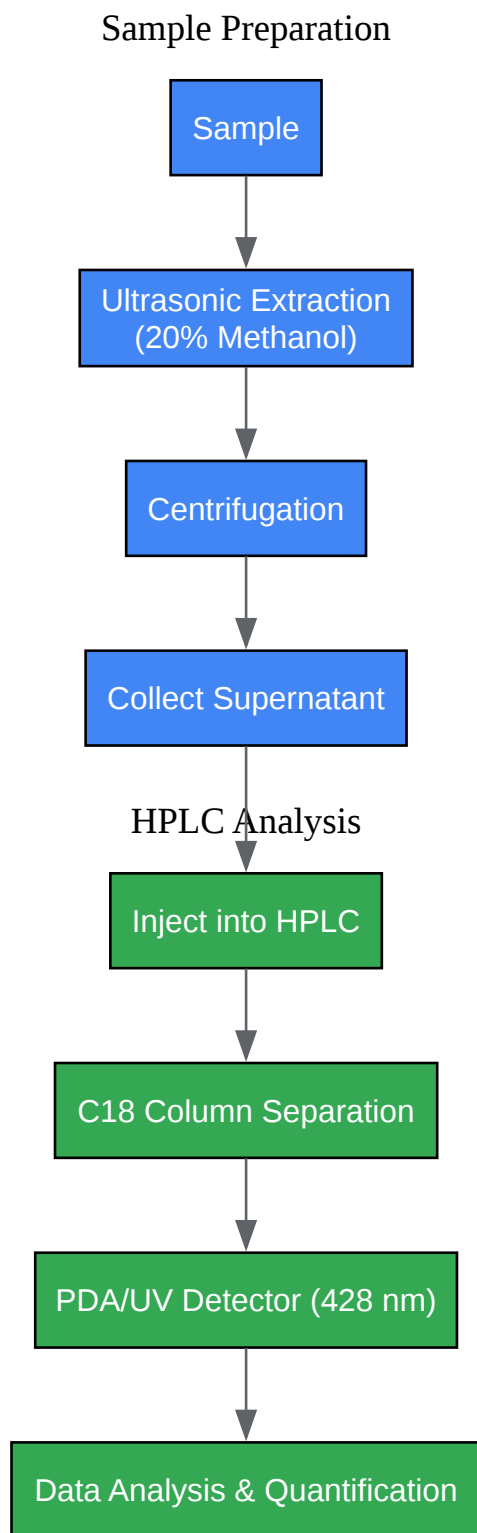 Sample Preparation
Sample
Ultrasonic Extraction
(20% Methanol)
Centrifugation
Collect Supernatant
HPLC Analysis
Inject into HPLC
C18 Column Separation
PDA/UV Detector (428 nm)
Data Analysis & Quantification